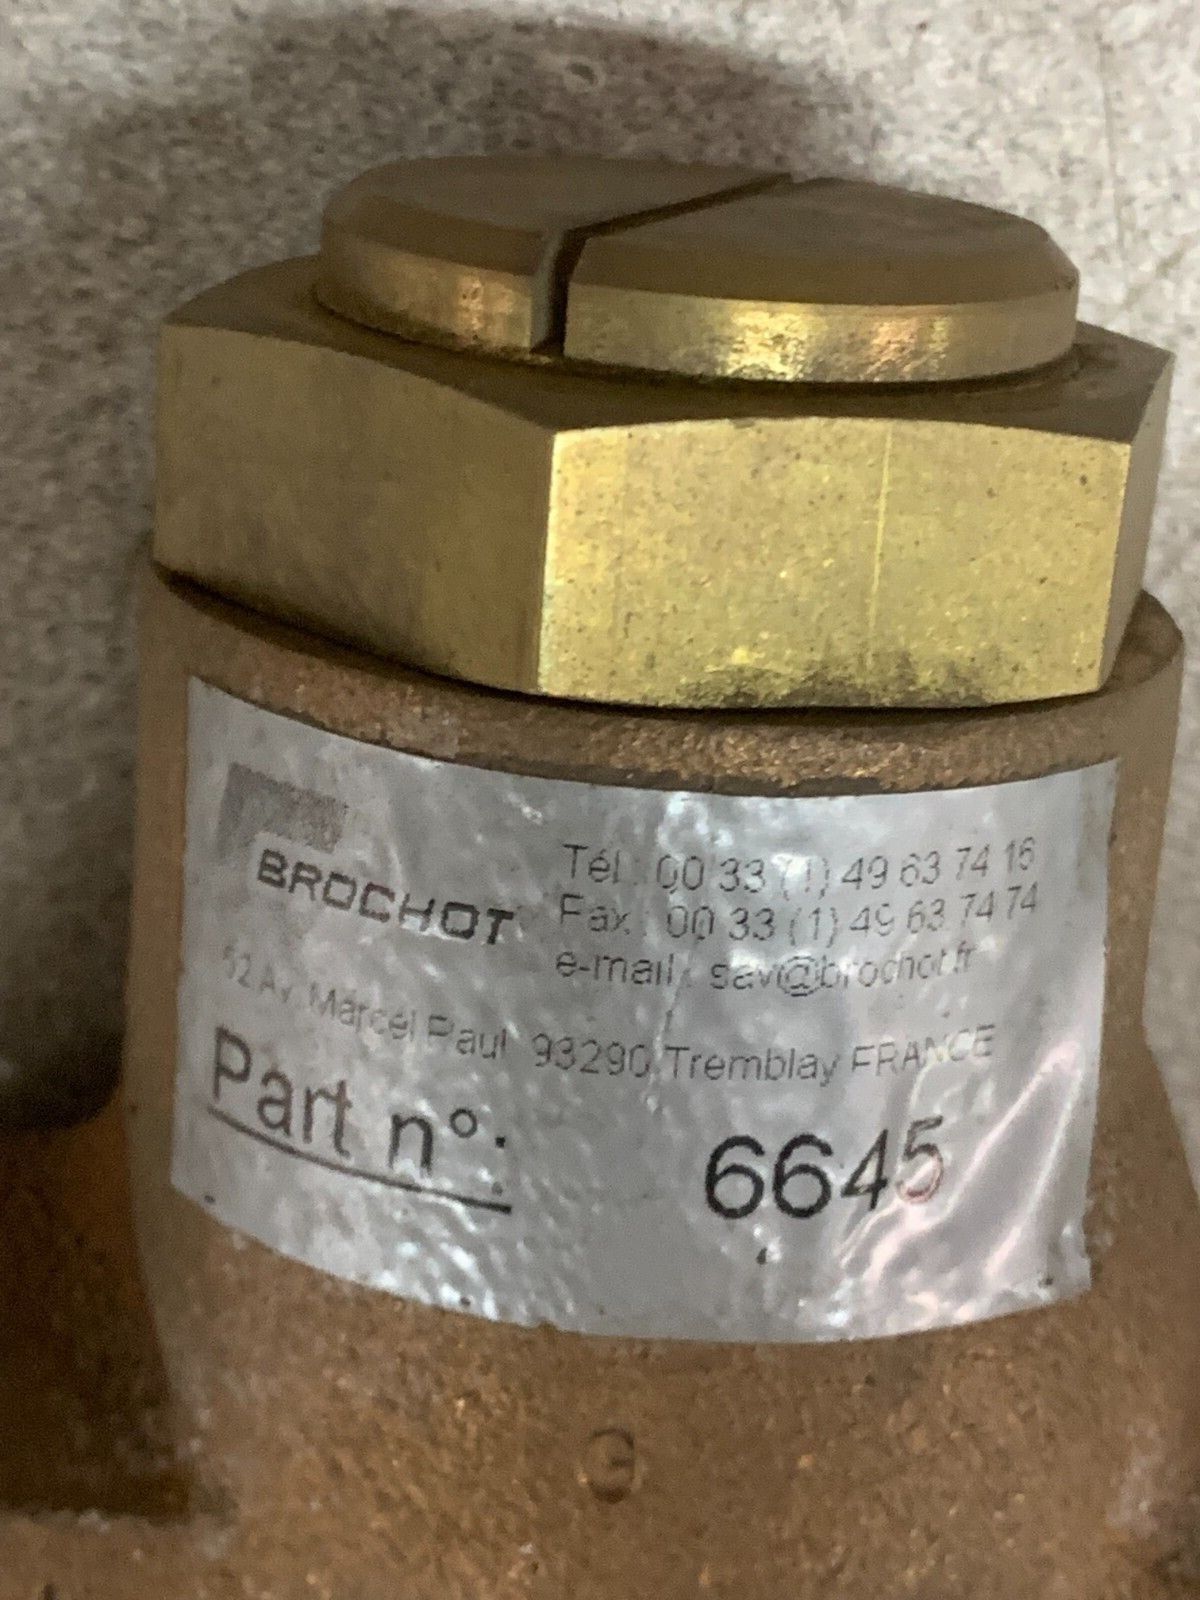 BROCHOT
Tél : 00 33 (1) 49 63 74 16
Fax : 00 33 (1) 49 63 74 74
e-mail : sav@brochot.fr
62 Av. Marcel Paul 93290 Tremblay FRANCE
Part n°: 6645
G